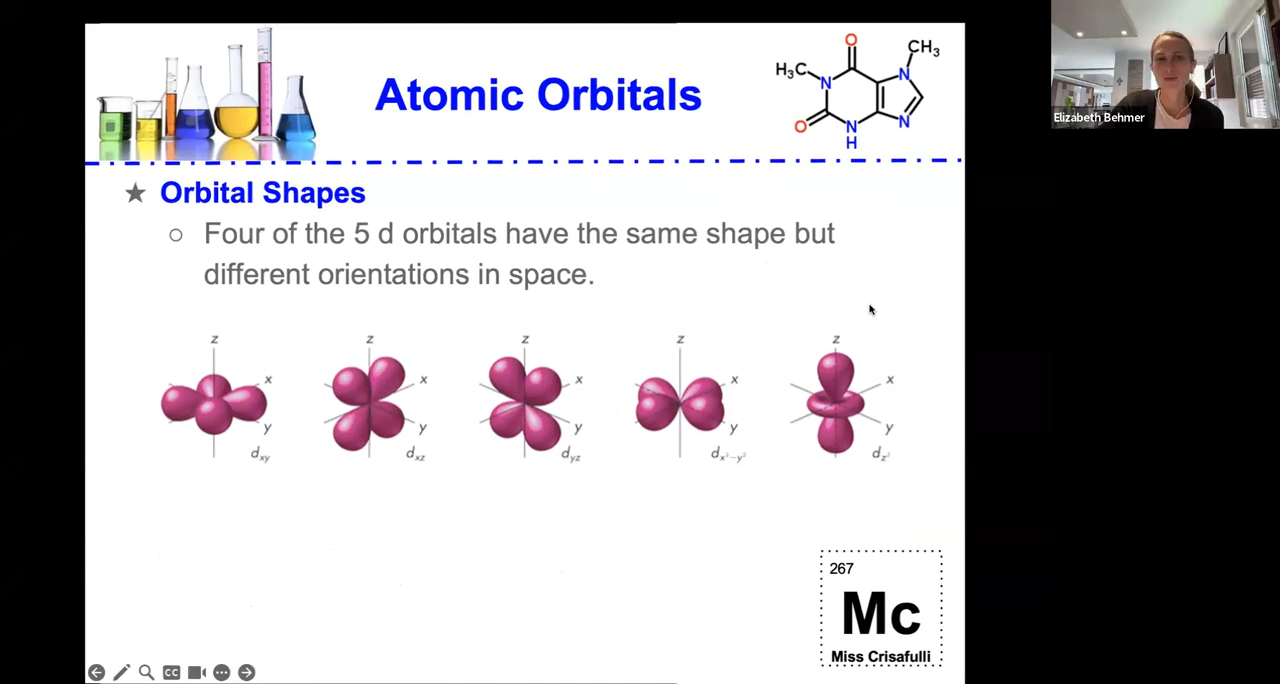 Atomic Orbitals
O
CH₃
H₃C
N
N
O
N
N
H
Elizabeth Behmer
★ Orbital Shapes
○ Four of the 5 d orbitals have the same shape but
different orientations in space.
z
z
z
z
z
x
x
x
x
x
y
y
y
y
y
dxy
dxz
dyz
dx²−y²
dz²
267
Mc
Miss Crisafulli
CC